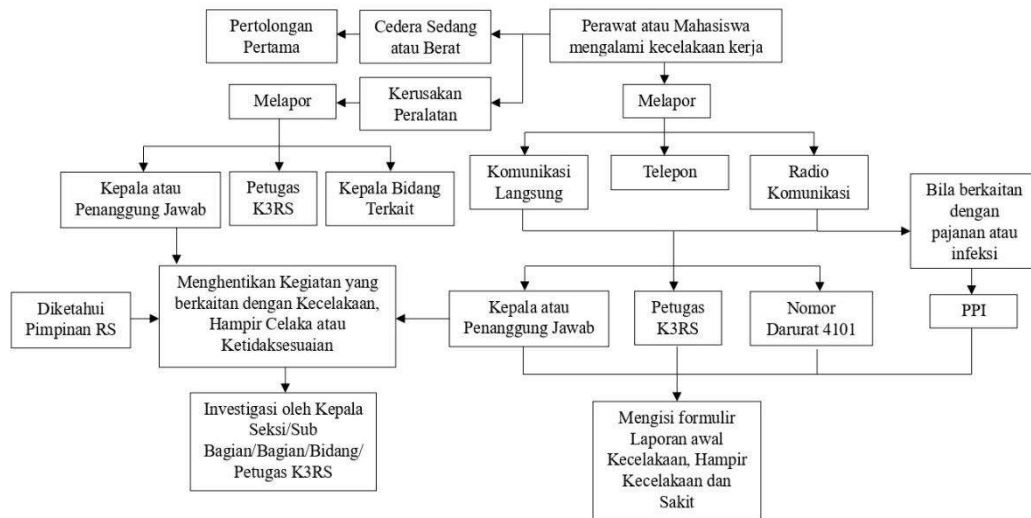 Pertolongan
Pertama
Cedera Sedang
atau Berat
Perawat atau Mahasiswa
mengalami kecelakaan kerja
Melapor
Kerusakan
Peralatan
Melapor
Kepala atau
Penanggung Jawab
Petugas
K3RS
Kepala Bidang
Terkait
Komunikasi
Langsung
Telepon
Radio
Komunikasi
Bila berkaitan
dengan
pajanan atau
infeksi
Diketahui
Pimpinan RS
Menghentikan Kegiatan yang
berkaitan dengan Kecelakaan,
Hampir Celaka atau
Ketidaksesuaian
Kepala atau
Penanggung Jawab
Petugas
K3RS
Nomor
Darurat 4101
PPI
Investigasi oleh Kepala
Seksi/Sub
Bagian/Bagian/Bidang/
Petugas K3RS
Mengisi formulir
Laporan awal
Kecelakaan, Hampir
Kecelakaan dan
Sakit